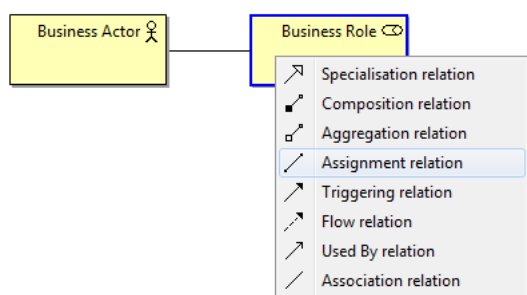 Business Actor
Business Role
Specialisation relation
Composition relation
Aggregation relation
Assignment relation
Triggering relation
Flow relation
Used By relation
Association relation